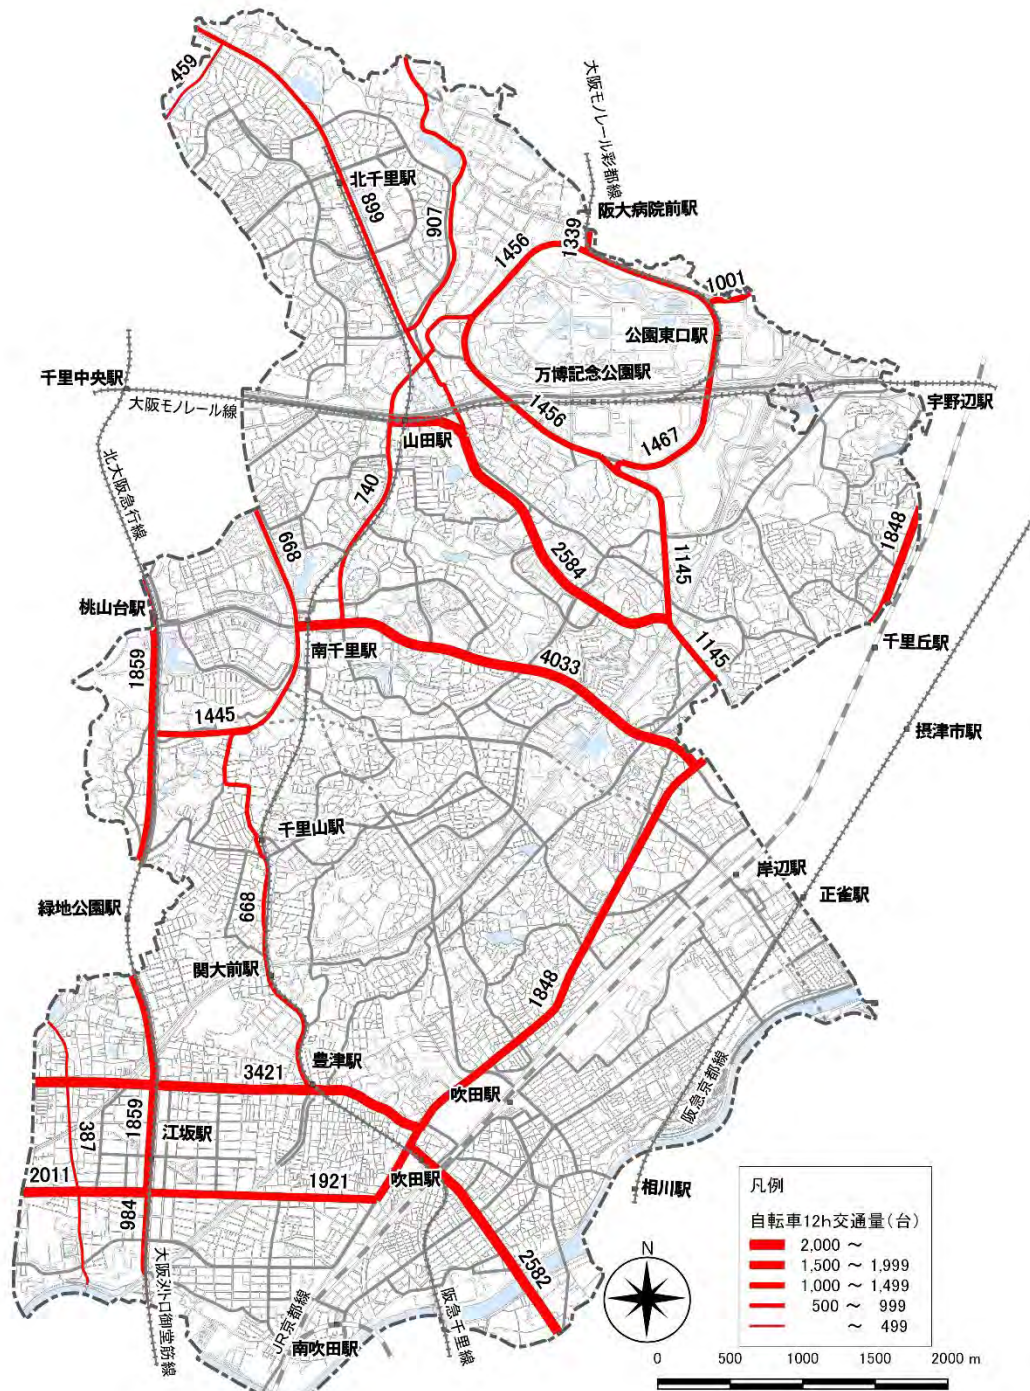 459
大阪モノレール彩都線
北千里駅
899
907
阪大病院前駅
1339
1456
1001
公園東口駅
万博記念公園駅
千里中央駅
大阪モノレール線
宇野辺駅
1456
山田駅
1467
北大阪急行線
740
668
2584
1848
1145
桃山台駅
南千里駅
千里丘駅
4033
1145
1859
1445
摂津市駅
千里山駅
岸辺駅
正雀駅
緑地公園駅
668
関大前駅
1848
豊津駅
3421
吹田駅
阪急京都線
387
1859
江坂駅
2011
1921
吹田駅
相川駅
984
2582
大阪メトロ御堂筋線
JR京都線
阪急千里線
南吹田駅
凡例
自転車12h交通量(台)
2,000 ～
1,500 ～ 1,999
1,000 ～ 1,499
500 ～ 999
～ 499
N
0 500 1000 1500 2000 m